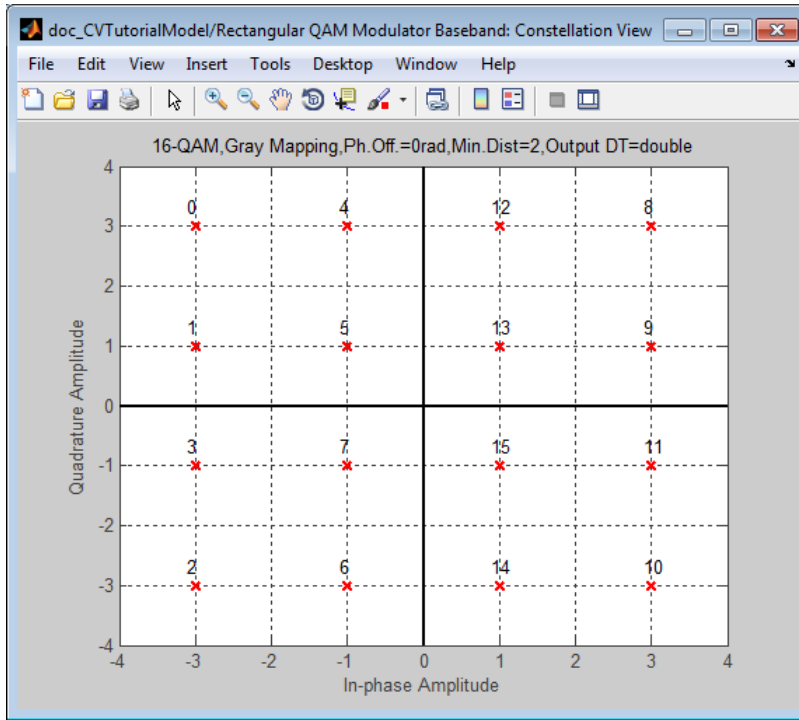 doc_CVTutorialModel/Rectangular QAM Modulator Baseband: Constellation View
File Edit View Insert Tools Desktop Window Help
16-QAM,Gray Mapping,Ph.Off.=0rad,Min.Dist=2,Output DT=double
4
0 4 12 8
3
2
1 5 13 9
1
Quadrature Amplitude
0
3 7 15 11
-1
-2
2 6 14 10
-3
-4
-4 -3 -2 -1 0 1 2 3 4
In-phase Amplitude